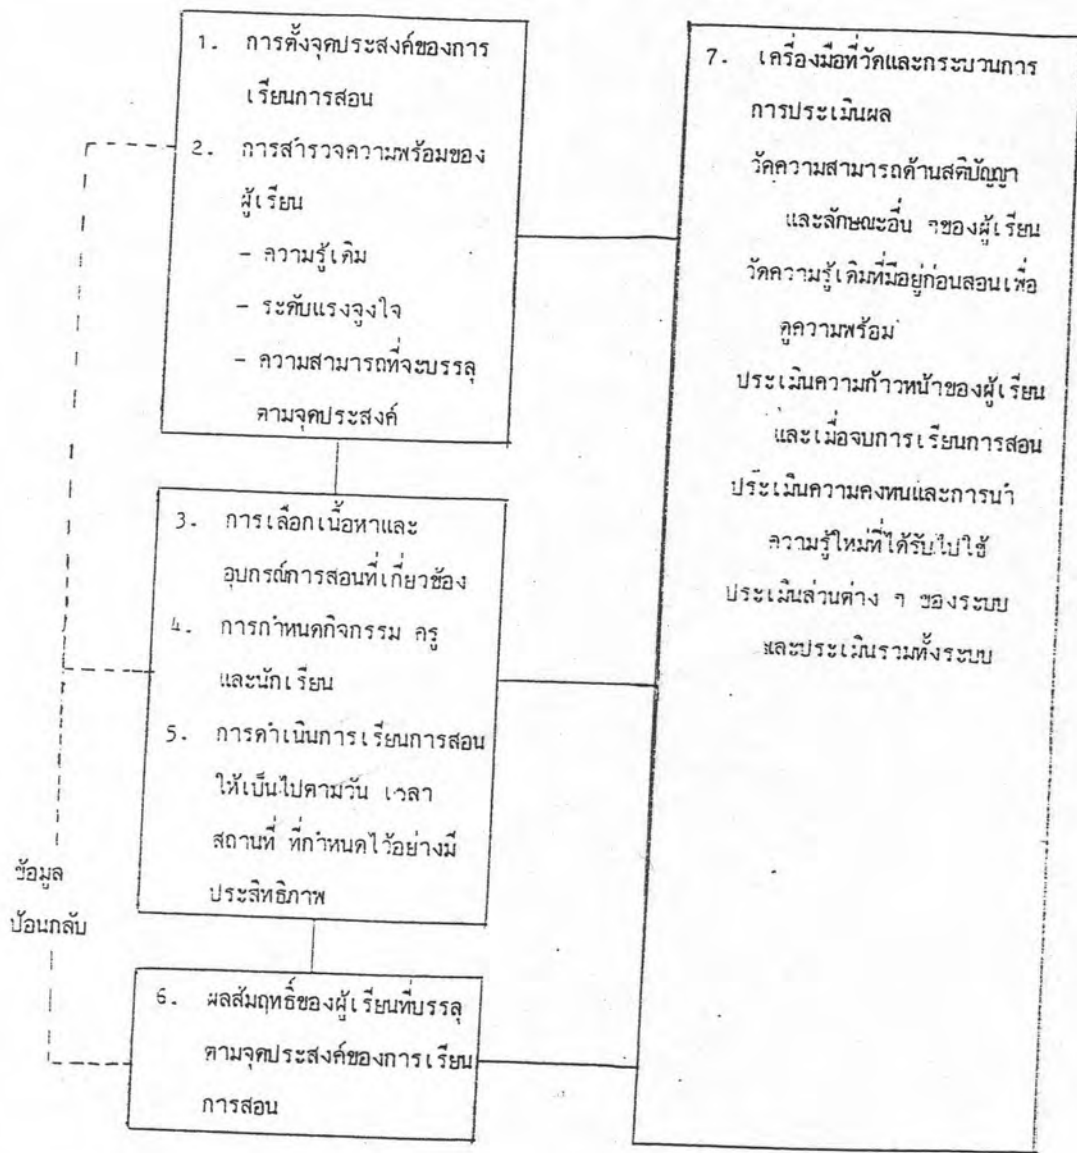 1. การตั้งจุดประสงค์ของการ
เรียนการสอน
2. การสำรวจความพร้อมของ
ผู้เรียน
- ความรู้เดิม
- ระดับแรงจูงใจ
- ความสามารถที่จะบรรลุ
ตามจุดประสงค์
3. การเลือกเนื้อหาและ
อุปกรณ์การสอนที่เกี่ยวข้อง
4. การกำหนดกิจกรรม ครู
และนักเรียน
5. การดำเนินการเรียนการสอน
ให้เป็นไปตามวัน เวลา
สถานที่ ที่กำหนดไว้อย่างมี
ประสิทธิภาพ
ข้อมูล
ป้อนกลับ
6. ผลสัมฤทธิ์ของผู้เรียนที่บรรลุ
ตามจุดประสงค์ของการเรียน
การสอน
7. เครื่องมือที่วัดและกระบวนการ
การประเมินผล
วัดความสามารถด้านสติปัญญา
และลักษณะอื่น ๆของผู้เรียน
วัดความรู้เดิมที่มีอยู่ก่อนสอนเพื่อ
ดูความพร้อม
ประเมินความก้าวหน้าของผู้เรียน
และเมื่อจบการเรียนการสอน
ประเมินความคงทนและการนำ
ความรู้ใหม่ที่ได้รับไปใช้
ประเมินส่วนต่าง ๆ ของระบบ
และประเมินรวมทั้งระบบ